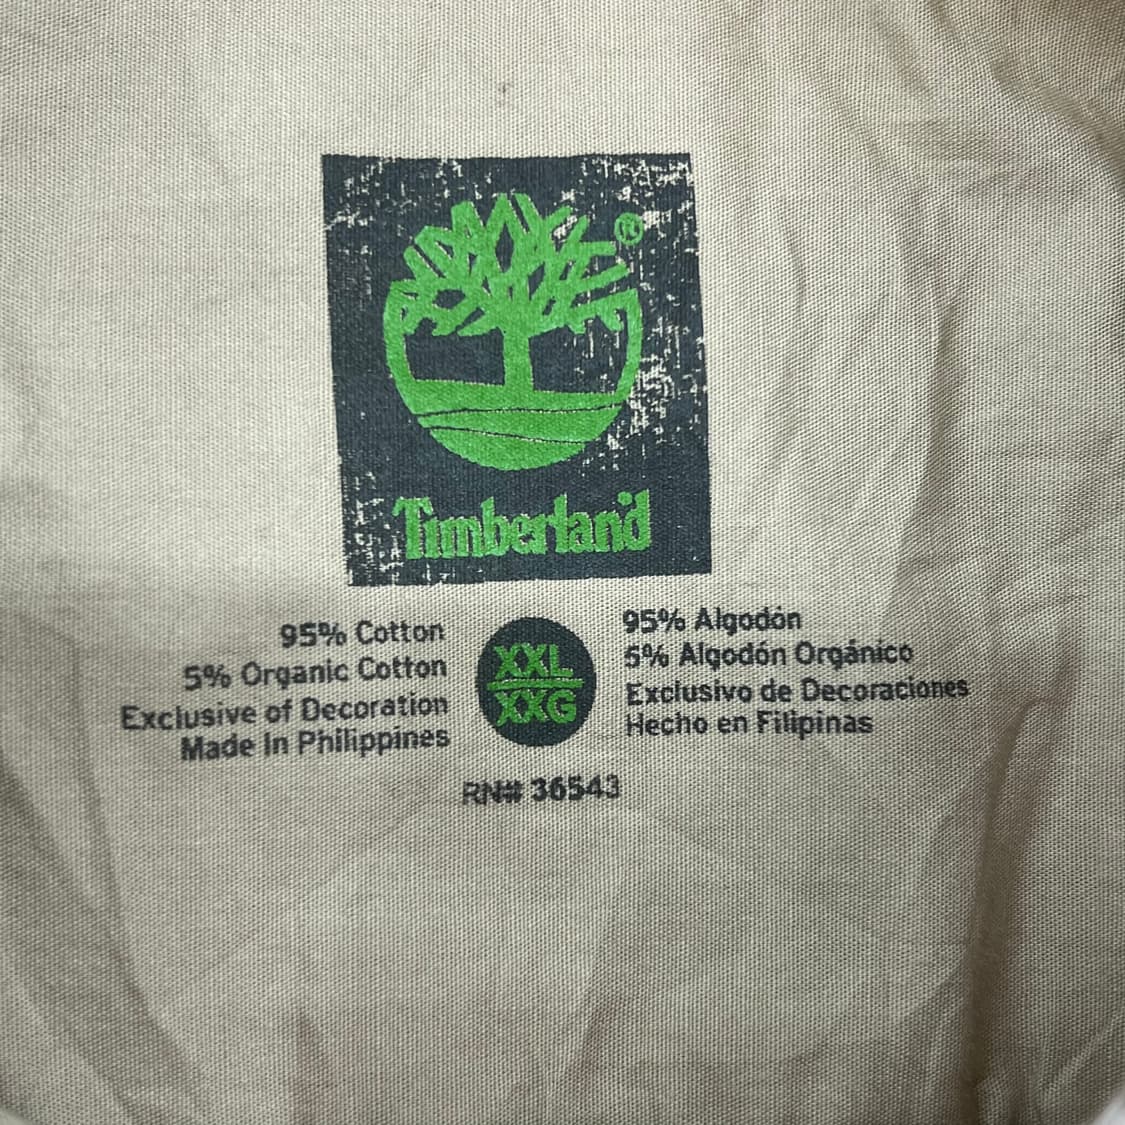 ®
Timberland
95% Cotton
5% Organic Cotton
Exclusive of Decoration
Made In Philippines
XXL
XXG
95% Algodón
5% Algodón Orgánico
Exclusivo de Decoraciones
Hecho en Filipinas
RN# 36543